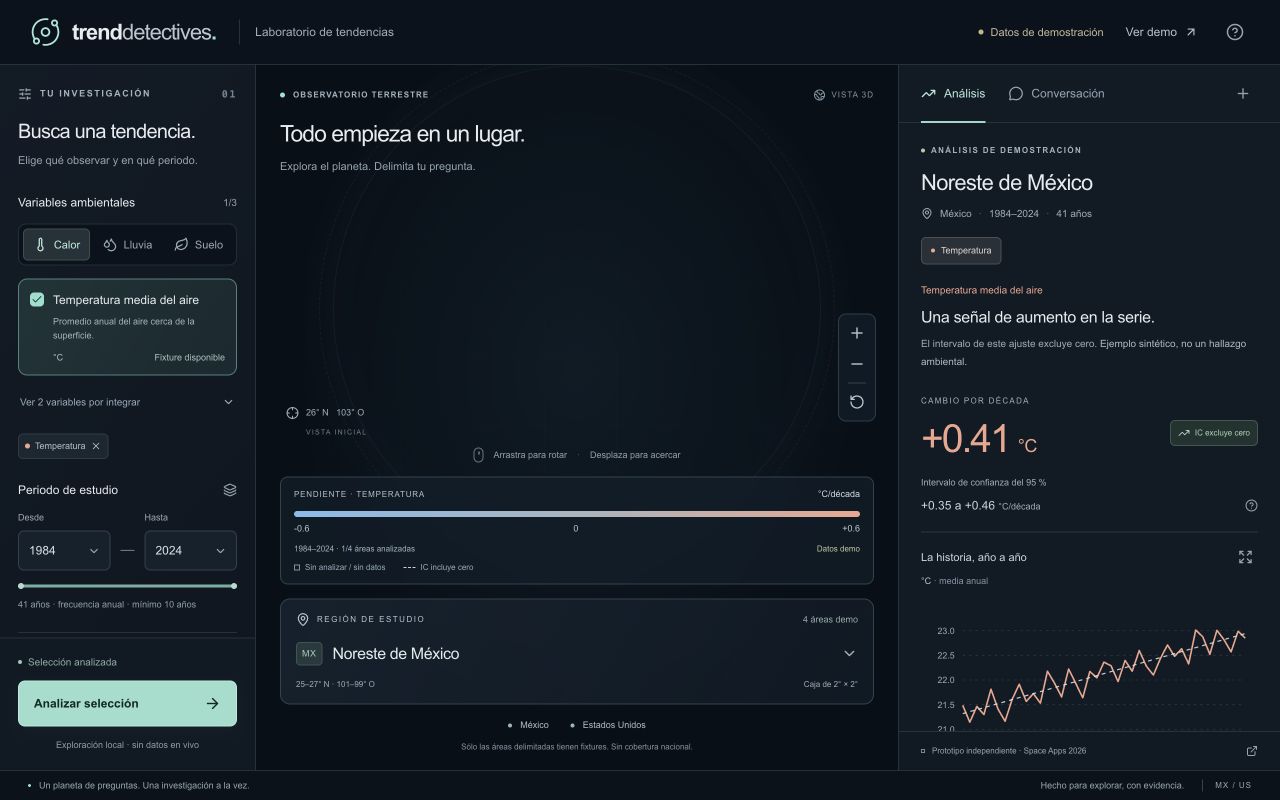 trenddetectives.
Laboratorio de tendencias
Datos de demostración
Ver demo
TU INVESTIGACIÓN
01
Busca una tendencia.
Elige qué observar y en qué periodo.
Variables ambientales
1/3
Calor
Lluvia
Suelo
Temperatura media del aire
Promedio anual del aire cerca de la
superficie.
°C
Fixture disponible
Ver 2 variables por integrar
Temperatura
Periodo de estudio
Desde
Hasta
1984
—
2024
41 años · frecuencia anual · mínimo 10 años
Selección analizada
Analizar selección
Exploración local · sin datos en vivo
OBSERVATORIO TERRESTRE
VISTA 3D
Todo empieza en un lugar.
Explora el planeta. Delimita tu pregunta.
26° N 103° O
VISTA INICIAL
Arrastra para rotar · Desplaza para acercar
PENDIENTE · TEMPERATURA
°C/década
-0.6
0
+0.6
1984–2024 · 1/4 áreas analizadas
Datos demo
Sin analizar / sin datos
IC incluye cero
REGIÓN DE ESTUDIO
4 áreas demo
MX
Noreste de México
25–27° N · 101–99° O
Caja de 2° × 2°
México
Estados Unidos
Sólo las áreas delimitadas tienen fixtures. Sin cobertura nacional.
Análisis
Conversación
ANÁLISIS DE DEMOSTRACIÓN
Noreste de México
México · 1984–2024 · 41 años
Temperatura
Temperatura media del aire
Una señal de aumento en la serie.
El intervalo de este ajuste excluye cero. Ejemplo sintético, no un hallazgo
ambiental.
CAMBIO POR DÉCADA
+0.41 °C
IC excluye cero
Intervalo de confianza del 95 %
+0.35 a +0.46 °C/década
La historia, año a año
°C · media anual
23.0
22.5
22.0
21.5
21.0
Prototipo independiente · Space Apps 2026
Un planeta de preguntas. Una investigación a la vez.
Hecho para explorar, con evidencia.
MX / US